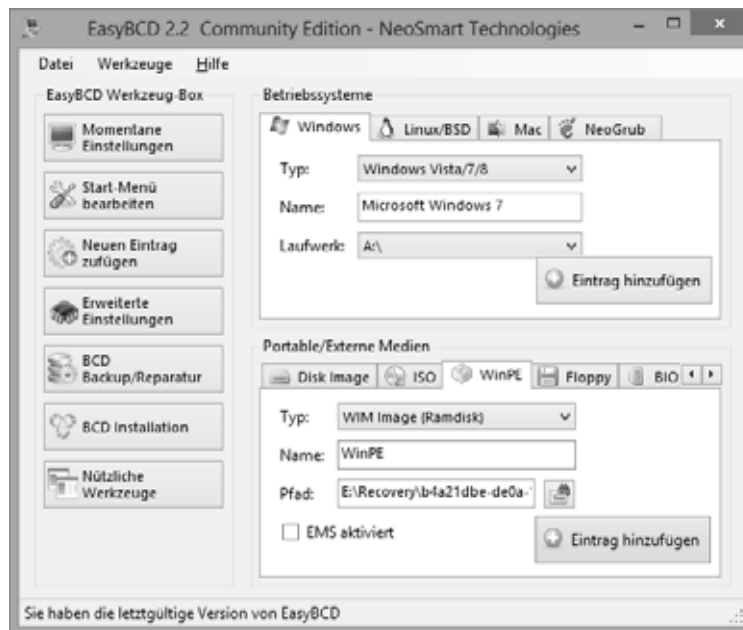 EasyBCD 2.2 Community Edition - NeoSmart Technologies
Datei Werkzeuge Hilfe
EasyBCD Werkzeug-Box
Momentane
Einstellungen
Start-Menü
bearbeiten
Neuen Eintrag
zufügen
Erweiterte
Einstellungen
BCD
Backup/Reparatur
BCD Installation
Nützliche
Werkzeuge
Betriebssysteme
Windows Linux/BSD Mac NeoGrub
Typ: Windows Vista/7/8
Name: Microsoft Windows 7
Laufwerk: A:\
Eintrag hinzufügen
Portable/Externe Medien
Disk Image ISO WinPE Floppy BIO
Typ: WIM Image (Ramdisk)
Name: WinPE
Pfad: E:\Recovery\b4a21dbe-de0a-
EMS aktiviert
Eintrag hinzufügen
Sie haben die letztgültige Version von EasyBCD